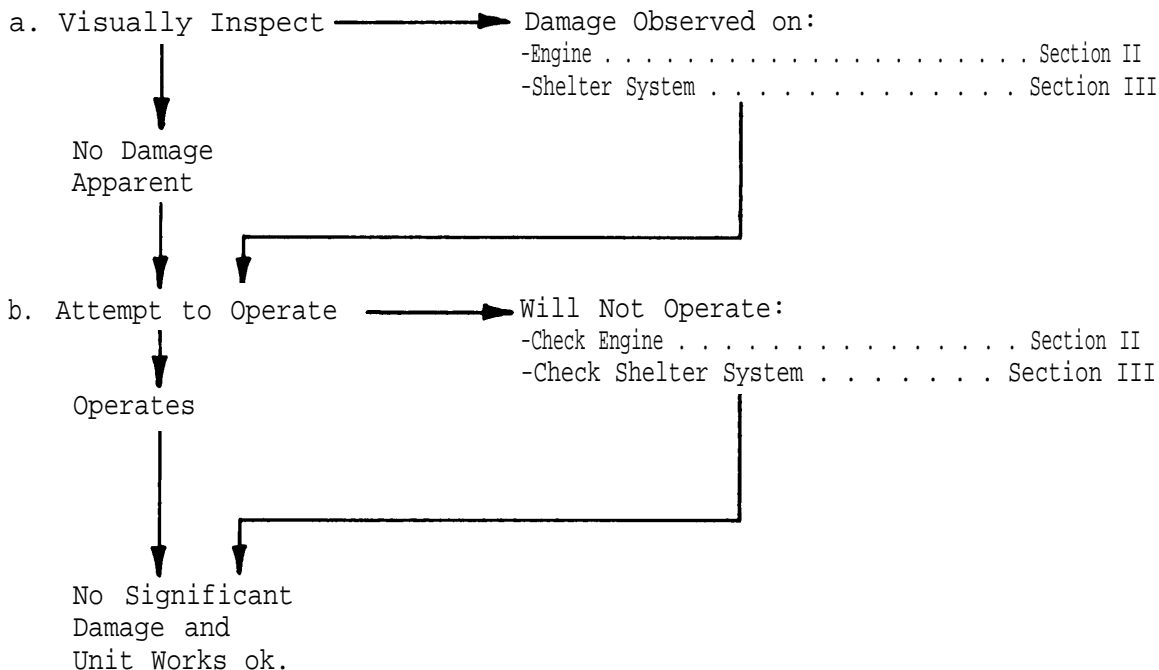 a. Visually Inspect
Damage Observed on:
-Engine . . . . . . . . . . . . . . . . . . . . . . Section II
-Shelter System . . . . . . . . . . . . . . Section III
No Damage
Apparent
b. Attempt to Operate
Will Not Operate:
-Check Engine . . . . . . . . . . . . . . . . Section II
-Check Shelter System . . . . . . . Section III
Operates
No Significant
Damage and
Unit Works ok.